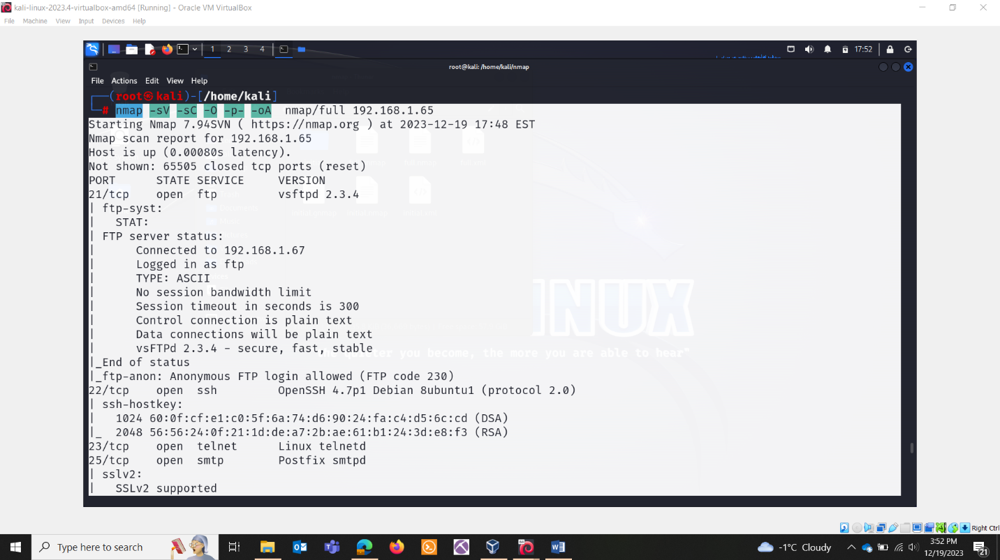 kali-linux-2023.4-virtualbox-amd64 [Running] - Oracle VM VirtualBox
File Machine View Input Devices Help
1 2 3 4 17:52
root@kali: /home/kali/nmap
File Actions Edit View Help
(root㉿kali)-[/home/kali]
# nmap -sV -sC -O -p- -oA nmap/full 192.168.1.65
Starting Nmap 7.94SVN ( https://nmap.org ) at 2023-12-19 17:48 EST
Nmap scan report for 192.168.1.65
Host is up (0.00080s latency).
Not shown: 65505 closed tcp ports (reset)
PORT STATE SERVICE VERSION
21/tcp open ftp vsftpd 2.3.4
| ftp-syst:
| STAT:
| FTP server status:
| Connected to 192.168.1.67
| Logged in as ftp
| TYPE: ASCII
| No session bandwidth limit
| Session timeout in seconds is 300
| Control connection is plain text
| Data connections will be plain text
| vsFTPd 2.3.4 - secure, fast, stable
|_End of status
|_ftp-anon: Anonymous FTP login allowed (FTP code 230)
22/tcp open ssh OpenSSH 4.7p1 Debian 8ubuntu1 (protocol 2.0)
| ssh-hostkey:
| 1024 60:0f:cf:e1:c0:5f:6a:74:d6:90:24:fa:c4:d5:6c:cd (DSA)
|_ 2048 56:56:24:0f:21:1d:de:a7:2b:ae:61:b1:24:3d:e8:f3 (RSA)
23/tcp open telnet Linux telnetd
25/tcp open smtp Postfix smtpd
| sslv2:
| SSLv2 supported
INUX
you become, the more you are able to hear"
Right Ctrl
Type here to search
-1°C Cloudy
3:52 PM
12/19/2023
21